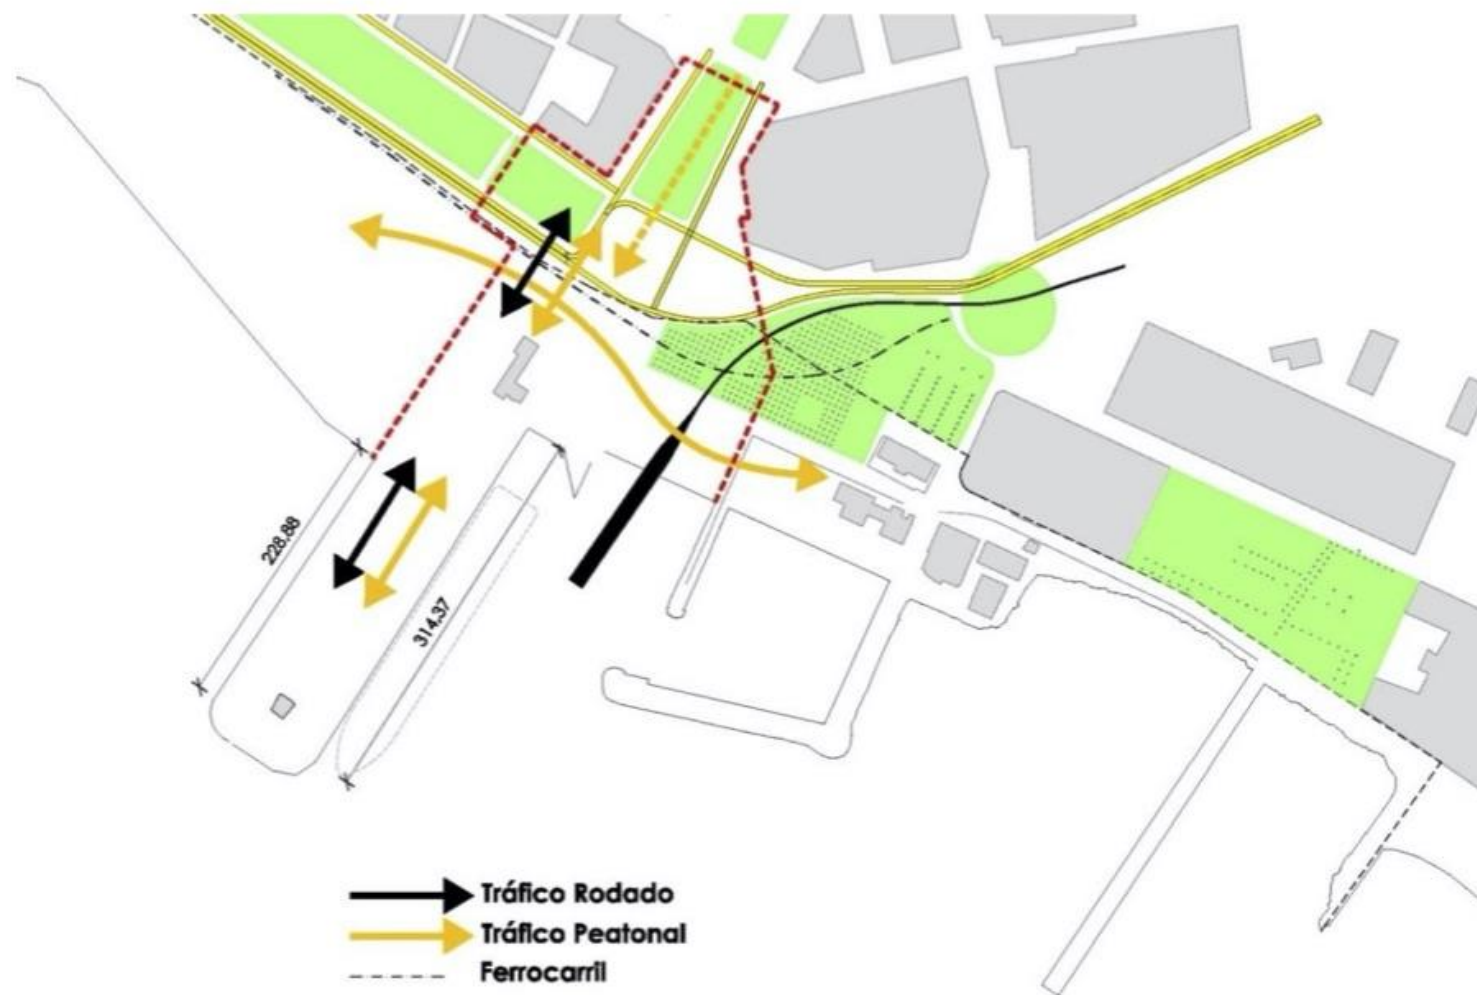 228,88
314,37
Tráfico Rodado
Tráfico Peatonal
Ferrocarril